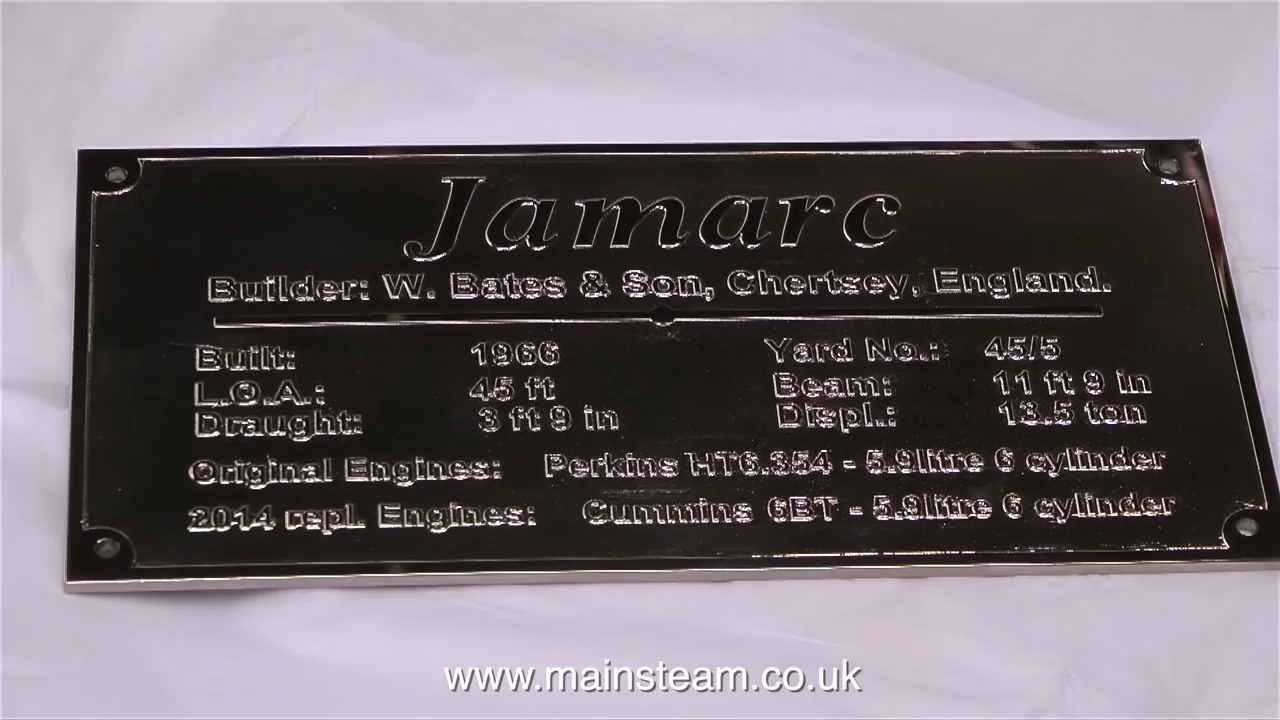 Jamarc
Builder: W. Bates & Son, Chertsey, England.
Built: 1966 Yard No.: 45/5
L.O.A.: 45 ft Beam: 11 ft 9 in
Draught: 3 ft 9 in Displ.: 13.5 ton
Original Engines: Perkins HT6.354 - 5.9litre 6 cylinder
2014 repl. Engines: Cummins 6BT - 5.9litre 6 cylinder
www.mainsteam.co.uk